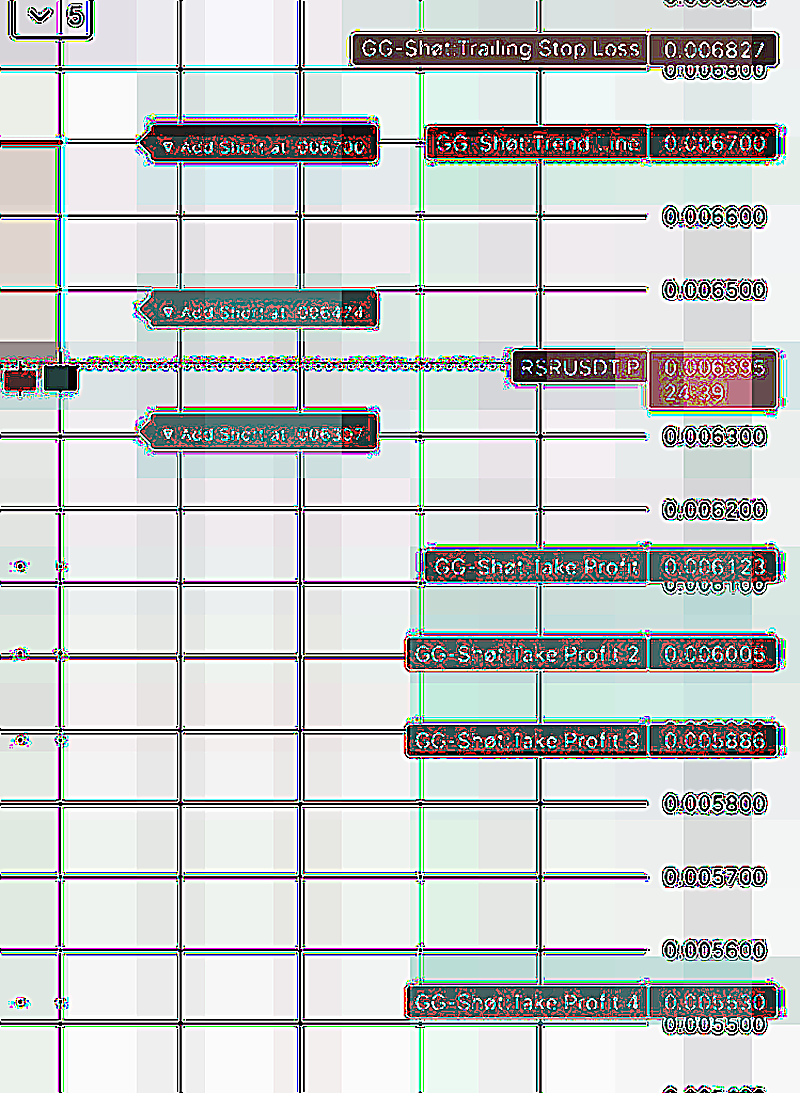 5
GG-Shot:Trailing Stop Loss 0.006827
0.006800
▼ Add Short at
GG-Shot:Trend Line 0.006700
0.006600
0.006500
▼ Add Short at
RSRUSDT.P 0.006395
24:39
▼ Add Short at
0.006300
0.006200
GG-Shot:Take Profit 0.006123
0.006100
GG-Shot:Take Profit 2 0.006005
GG-Shot:Take Profit 3 0.005886
0.005800
0.005700
0.005600
GG-Shot:Take Profit 4 0.005530
0.005500